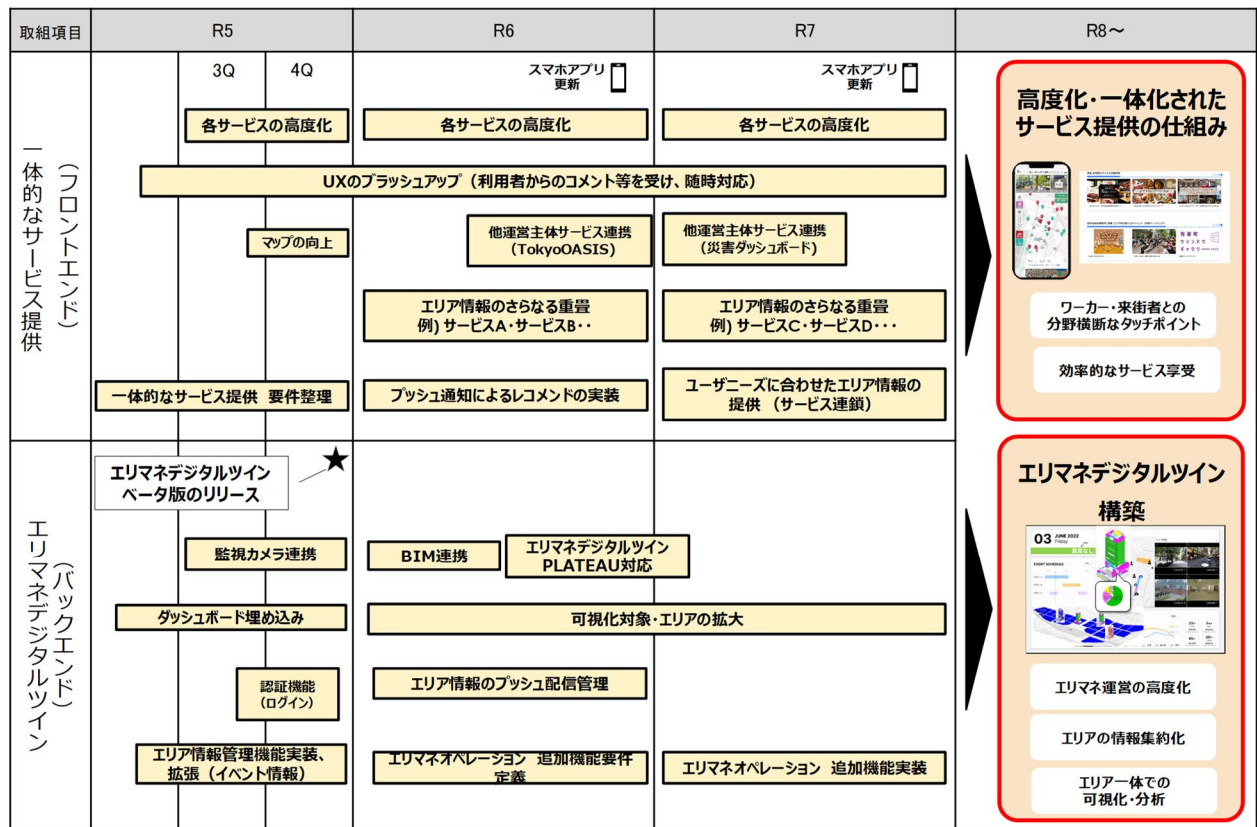 取組項目
R5
R6
R7
R8～
3Q
4Q
スマホアプリ
更新
スマホアプリ
更新
一体的なサービス提供
（フロントエンド）
各サービスの高度化
各サービスの高度化
各サービスの高度化
UXのブラッシュアップ（利用者からのコメント等を受け、随時対応）
マップの向上
他運営主体サービス連携
（TokyoOASIS）
他運営主体サービス連携
（災害ダッシュボード）
エリア情報のさらなる重畳
例）サービスA・サービスB・・
エリア情報のさらなる重畳
例）サービスC・サービスD・・・
一体的なサービス提供 要件整理
プッシュ通知によるレコメンドの実装
ユーザニーズに合わせたエリア情報の
提供 （サービス連鎖）
高度化・一体化された
サービス提供の仕組み
有楽町
ウインドウ
ギャラリー
ワーカー・来街者との
分野横断なタッチポイント
効率的なサービス享受
エリマネデジタルツイン
（バックエンド）
エリマネデジタルツイン
ベータ版のリリース
★
監視カメラ連携
BIM連携
エリマネデジタルツイン
PLATEAU対応
ダッシュボード埋め込み
可視化対象・エリアの拡大
認証機能
（ログイン）
エリア情報のプッシュ配信管理
エリア情報管理機能実装、
拡張（イベント情報）
エリマネオペレーション 追加機能要件
定義
エリマネオペレーション 追加機能実装
エリマネデジタルツイン
構築
03 JUNE 2022
Friday
EVENT SCHEDULE
エリマネ運営の高度化
エリアの情報集約化
エリア一体での
可視化・分析